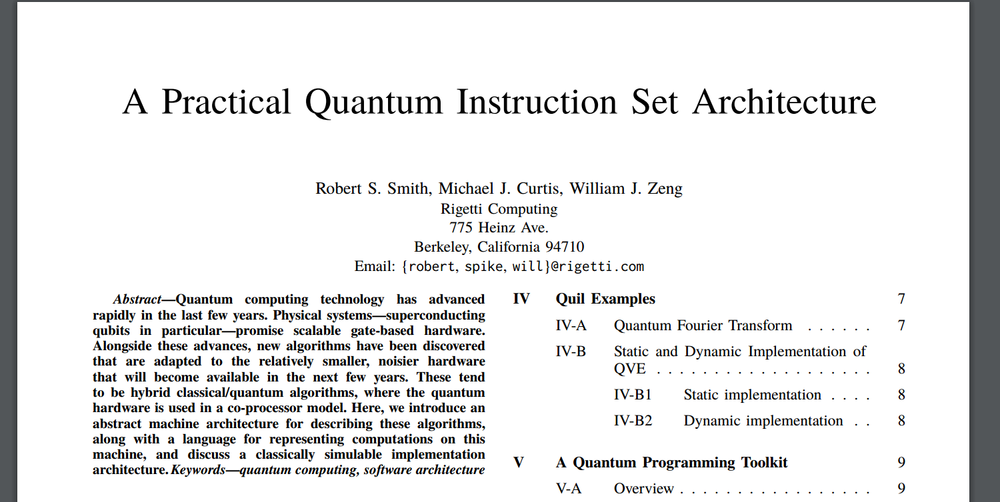 A Practical Quantum Instruction Set Architecture
Robert S. Smith, Michael J. Curtis, William J. Zeng
Rigetti Computing
775 Heinz Ave.
Berkeley, California 94710
Email: {robert, spike, will}@rigetti.com
Abstract—Quantum computing technology has advanced
rapidly in the last few years. Physical systems—superconducting
qubits in particular—promise scalable gate-based hardware.
Alongside these advances, new algorithms have been discovered
that are adapted to the relatively smaller, noisier hardware
that will become available in the next few years. These tend
to be hybrid classical/quantum algorithms, where the quantum
hardware is used in a co-processor model. Here, we introduce an
abstract machine architecture for describing these algorithms,
along with a language for representing computations on this
machine, and discuss a classically simulable implementation
architecture. Keywords—quantum computing, software architecture
IV Quil Examples 7
IV-A Quantum Fourier Transform . . . . . . 7
IV-B Static and Dynamic Implementation of
QVE . . . . . . . . . . . . . . . . . . . 8
IV-B1 Static implementation . . . . 8
IV-B2 Dynamic implementation . . 8
V A Quantum Programming Toolkit 9
V-A Overview . . . . . . . . . . . . . . . . . 9